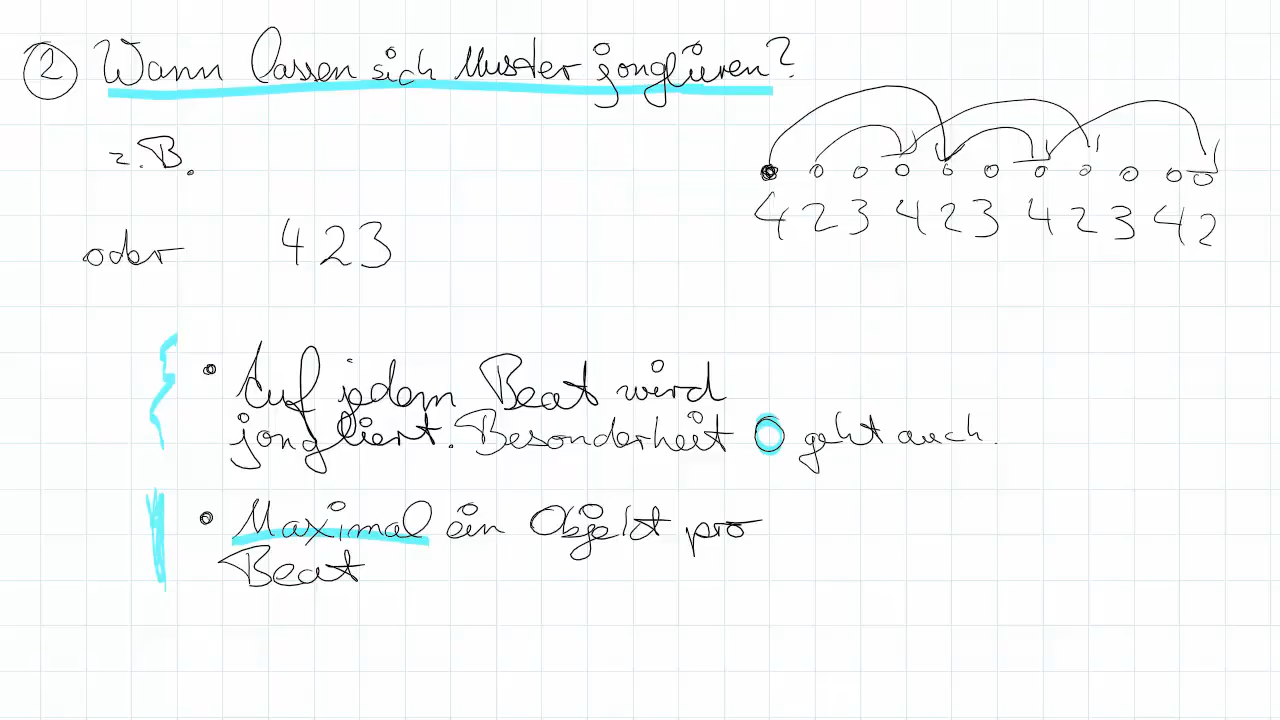 2 Wann lassen sich Muster jonglieren?
z.B.
4 2 3 4 2 3 4 2 3 4 2
oder 423
• Auf jedem Beat wird
jongliert. Besonderheit 0 geht auch.
• Maximal ein Objekt pro
Beat